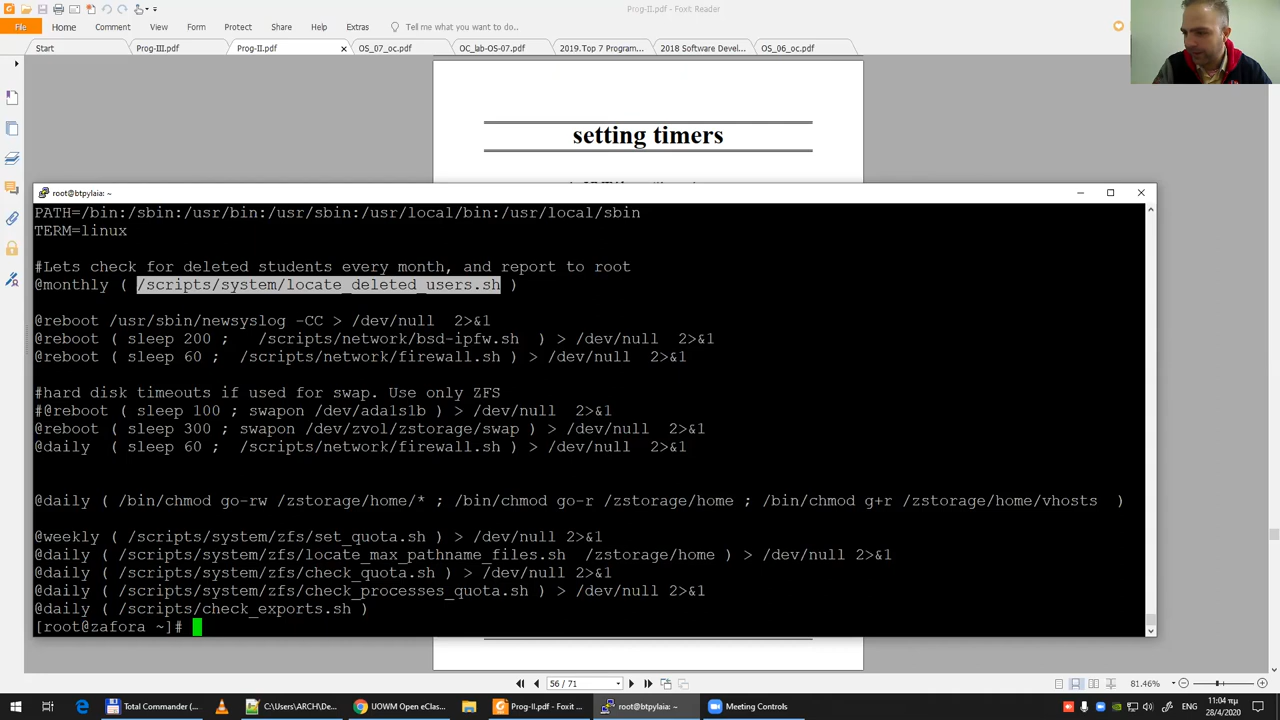 Prog-II.pdf - Foxit Reader
File Home Comment View Form Protect Share Help Extras Tell me what you want to do...
Start Prog-III.pdf Prog-II.pdf OS_07_oc.pdf OC_lab-OS-07.pdf 2019.Top 7 Program... 2018 Software Devel... OS_06_oc.pdf
setting timers
root@btpylaia: ~
PATH=/bin:/sbin:/usr/bin:/usr/sbin:/usr/local/bin:/usr/local/sbin
TERM=linux
#Lets check for deleted students every month, and report to root
@monthly ( /scripts/system/locate_deleted_users.sh )
@reboot /usr/sbin/newsyslog -CC > /dev/null 2>&1
@reboot ( sleep 200 ; /scripts/network/bsd-ipfw.sh ) > /dev/null 2>&1
@reboot ( sleep 60 ; /scripts/network/firewall.sh ) > /dev/null 2>&1
#hard disk timeouts if used for swap. Use only ZFS
#@reboot ( sleep 100 ; swapon /dev/ada1s1b ) > /dev/null 2>&1
@reboot ( sleep 300 ; swapon /dev/zvol/zstorage/swap ) > /dev/null 2>&1
@daily ( sleep 60 ; /scripts/network/firewall.sh ) > /dev/null 2>&1
@daily ( /bin/chmod go-rw /zstorage/home/* ; /bin/chmod go-r /zstorage/home ; /bin/chmod g+r /zstorage/home/vhosts )
@weekly ( /scripts/system/zfs/set_quota.sh ) > /dev/null 2>&1
@daily ( /scripts/system/zfs/locate_max_pathname_files.sh /zstorage/home ) > /dev/null 2>&1
@daily ( /scripts/system/zfs/check_quota.sh ) > /dev/null 2>&1
@daily ( /scripts/system/zfs/check_processes_quota.sh ) > /dev/null 2>&1
@daily ( /scripts/check_exports.sh )
[root@zafora ~]#
56 / 71
81.46%
Total Commander (... C:\Users\ARCH\De... UOWM Open eClass... Prog-II.pdf - Foxit ... root@btpylaia: ~ Meeting Controls
11:04 πμ
28/4/2020